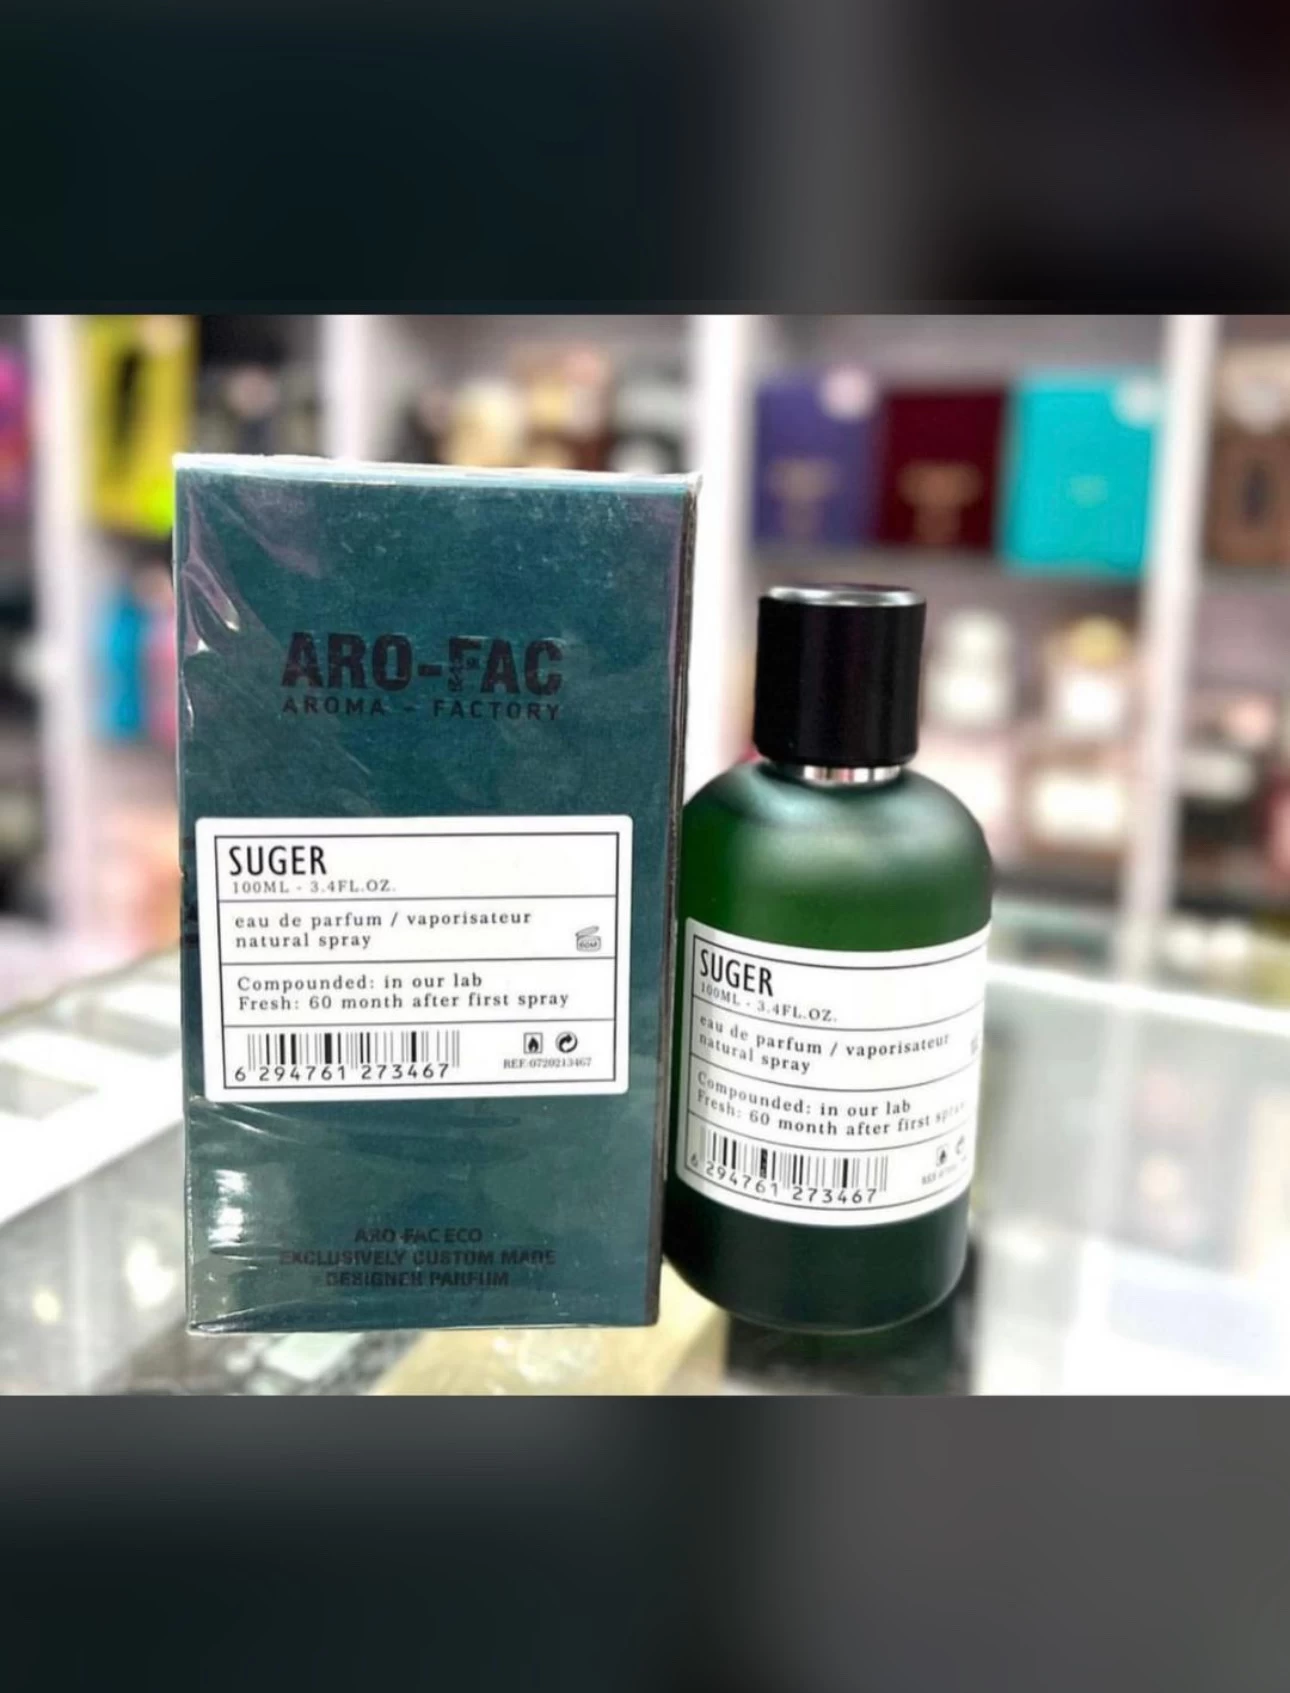 ARO-FAC
AROMA - FACTORY
SUGER
100ML - 3.4FL.OZ.
eau de parfum / vaporisateur
natural spray
60M
Compounded: in our lab
Fresh: 60 month after first spray
6 294761 273467
REF:0720213467
ARO FAC ECO
EXCLUSIVELY CUSTOM MADE
DESIGNER PARFUM
SUGER
100ML - 3.4FL.OZ.
eau de parfum / vaporisateur
natural spray
Compounded: in our lab
Fresh: 60 month after first spray
6 294761 273467